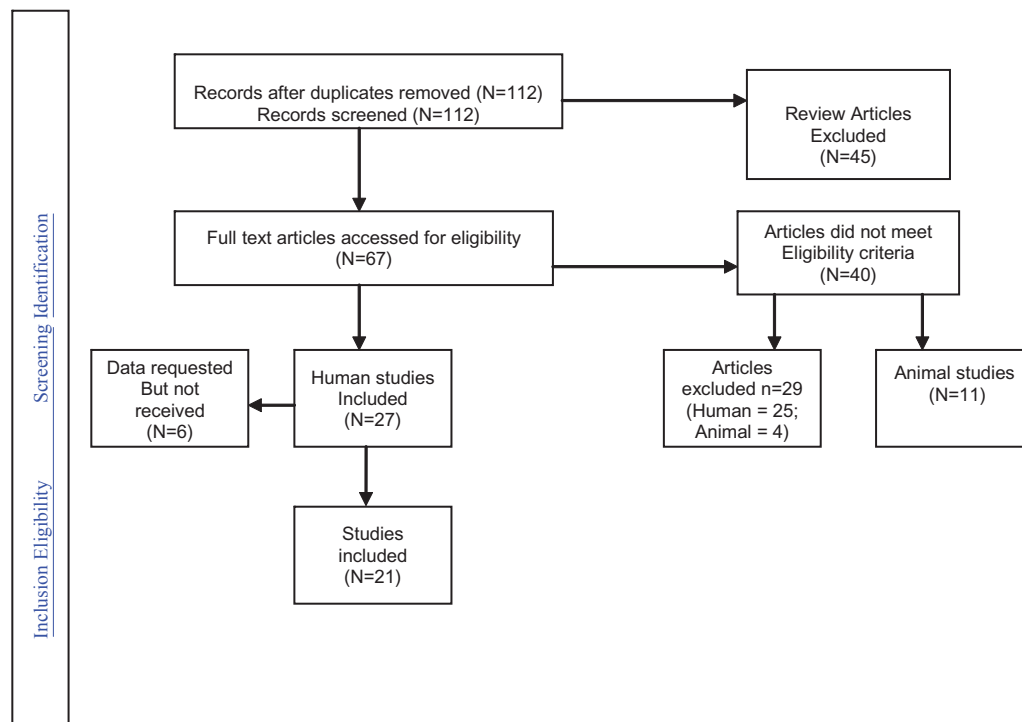 Records after duplicates removed (N=112)
Records screened (N=112)
Review Articles
Excluded
(N=45)
Full text articles accessed for eligibility
(N=67)
Articles did not meet
Eligibility criteria
(N=40)
Data requested
But not
received
(N=6)
Human studies
Included
(N=27)
Articles
excluded n=29
(Human = 25;
Animal = 4)
Animal studies
(N=11)
Studies
included
(N=21)
Inclusion Eligibility Screening Identification